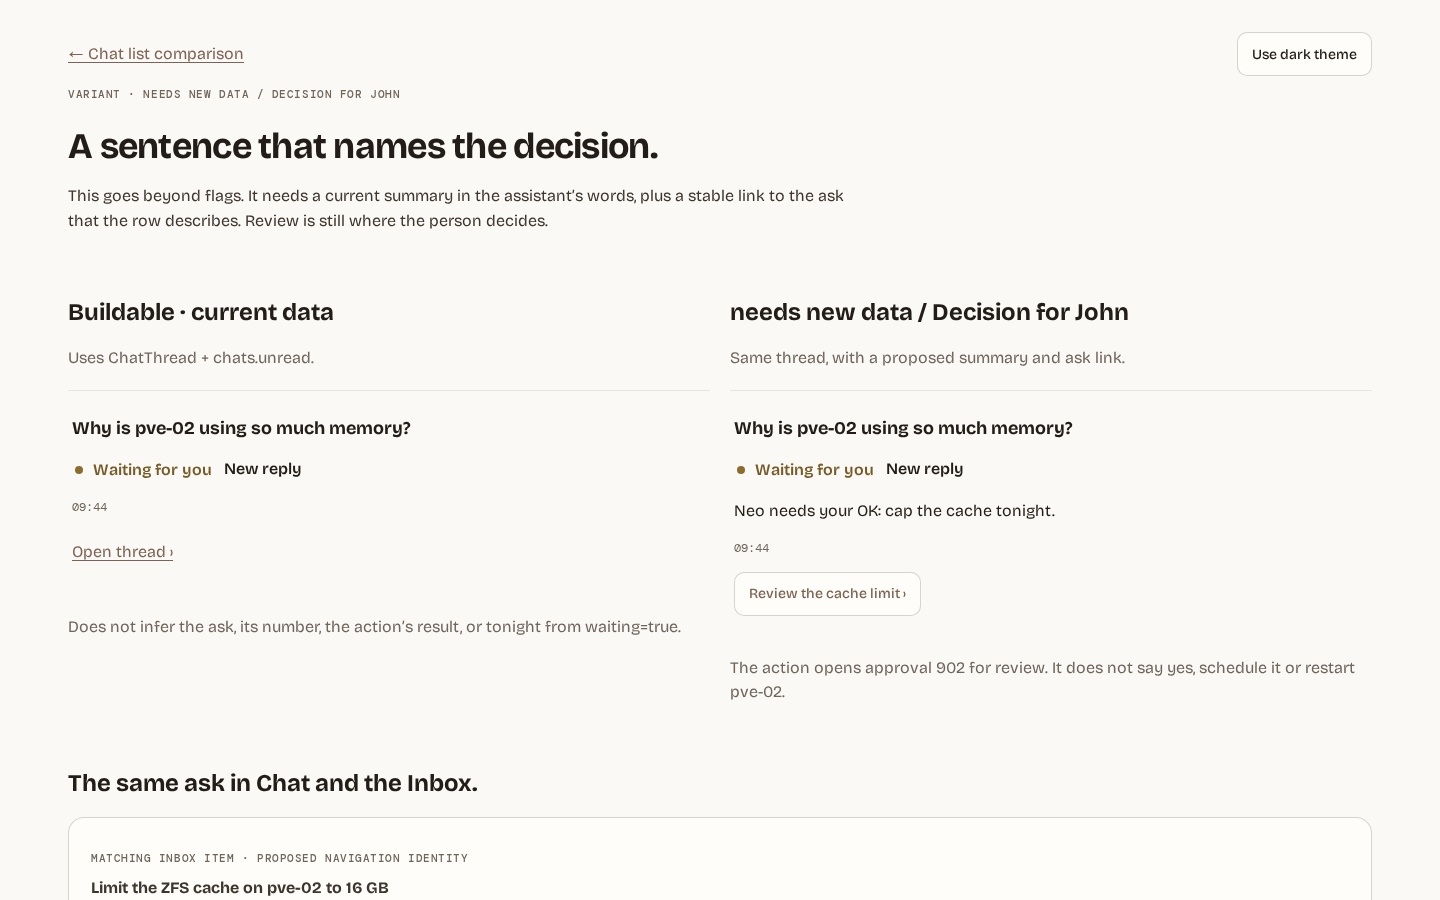 ← Chat list comparison
Use dark theme
VARIANT · NEEDS NEW DATA / DECISION FOR JOHN
A sentence that names the decision.
This goes beyond flags. It needs a current summary in the assistant’s words, plus a stable link to the ask
that the row describes. Review is still where the person decides.
Buildable · current data
Uses ChatThread + chats.unread.
Why is pve-02 using so much memory?
Waiting for you New reply
09:44
Open thread ›
Does not infer the ask, its number, the action’s result, or tonight from waiting=true.
needs new data / Decision for John
Same thread, with a proposed summary and ask link.
Why is pve-02 using so much memory?
Waiting for you New reply
Neo needs your OK: cap the cache tonight.
09:44
Review the cache limit ›
The action opens approval 902 for review. It does not say yes, schedule it or restart
pve-02.
The same ask in Chat and the Inbox.
MATCHING INBOX ITEM · PROPOSED NAVIGATION IDENTITY
Limit the ZFS cache on pve-02 to 16 GB